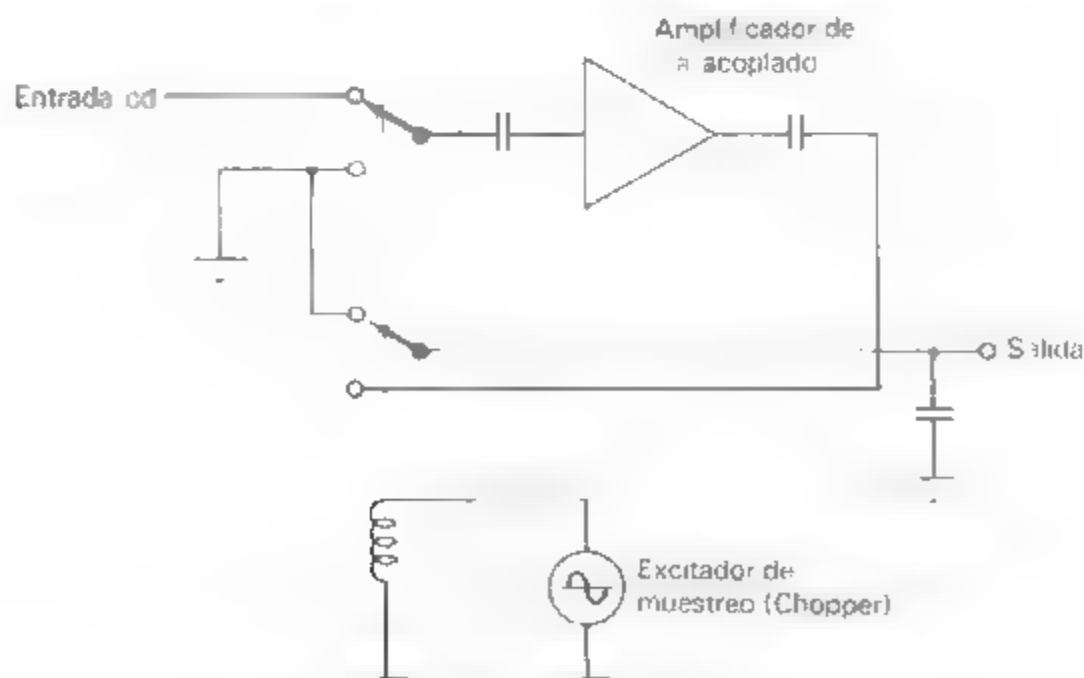 Amplificador de
acoplado
Entrada cd
Salida
Excitador de
muestreo (Chopper)